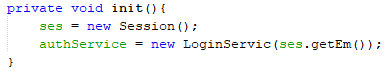 private void init(){
ses = new Session();
authService = new LoginServic(ses.getEm());
}